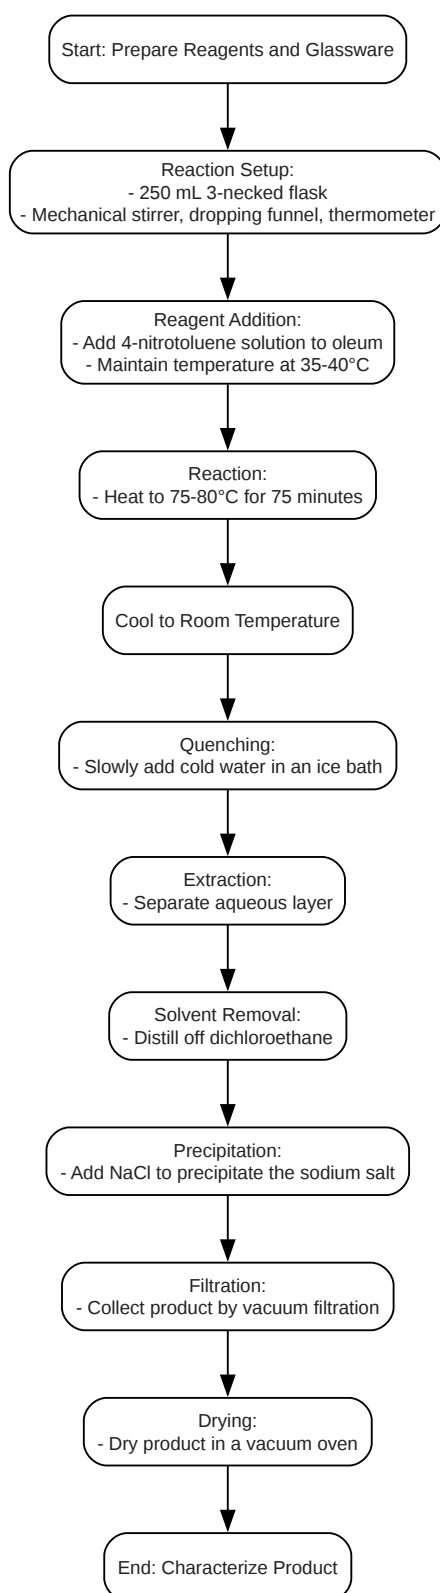 Start: Prepare Reagents and Glassware
Reaction Setup:
- 250 mL 3-necked flask
- Mechanical stirrer, dropping funnel, thermometer
Reagent Addition:
- Add 4-nitrotoluene solution to oleum
- Maintain temperature at 35-40°C
Reaction:
- Heat to 75-80°C for 75 minutes
Cool to Room Temperature
Quenching:
- Slowly add cold water in an ice bath
Extraction:
- Separate aqueous layer
Solvent Removal:
- Distill off dichloroethane
Precipitation:
- Add NaCl to precipitate the sodium salt
Filtration:
- Collect product by vacuum filtration
Drying:
- Dry product in a vacuum oven
End: Characterize Product